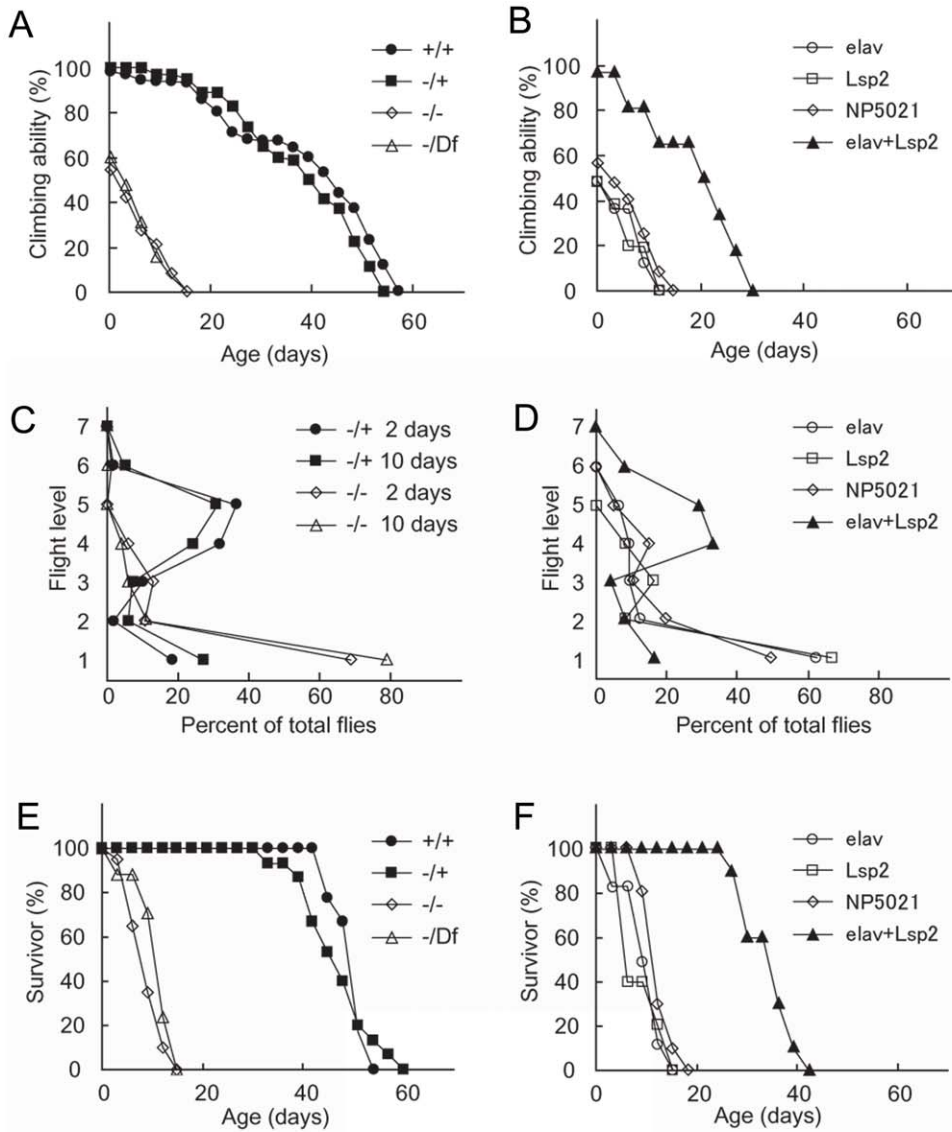 A
100
80
60
40
20
0
Climbing ability (%)
0 20 40 60
Age (days)
+/+
-/+
-/-
-/Df
B
100
80
60
40
20
0
Climbing ability (%)
0 20 40 60
Age (days)
elav
Lsp2
NP5021
elav+Lsp2
C
7
6
5
4
3
2
1
Flight level
0 20 40 60 80
Percent of total flies
-/+ 2 days
-/+ 10 days
-/- 2 days
-/- 10 days
D
7
6
5
4
3
2
1
Flight level
0 20 40 60 80
Percent of total flies
elav
Lsp2
NP5021
elav+Lsp2
E
100
80
60
40
20
0
Survivor (%)
0 20 40 60
Age (days)
+/+
-/+
-/-
-/Df
F
100
80
60
40
20
0
Survivor (%)
0 20 40 60
Age (days)
elav
Lsp2
NP5021
elav+Lsp2